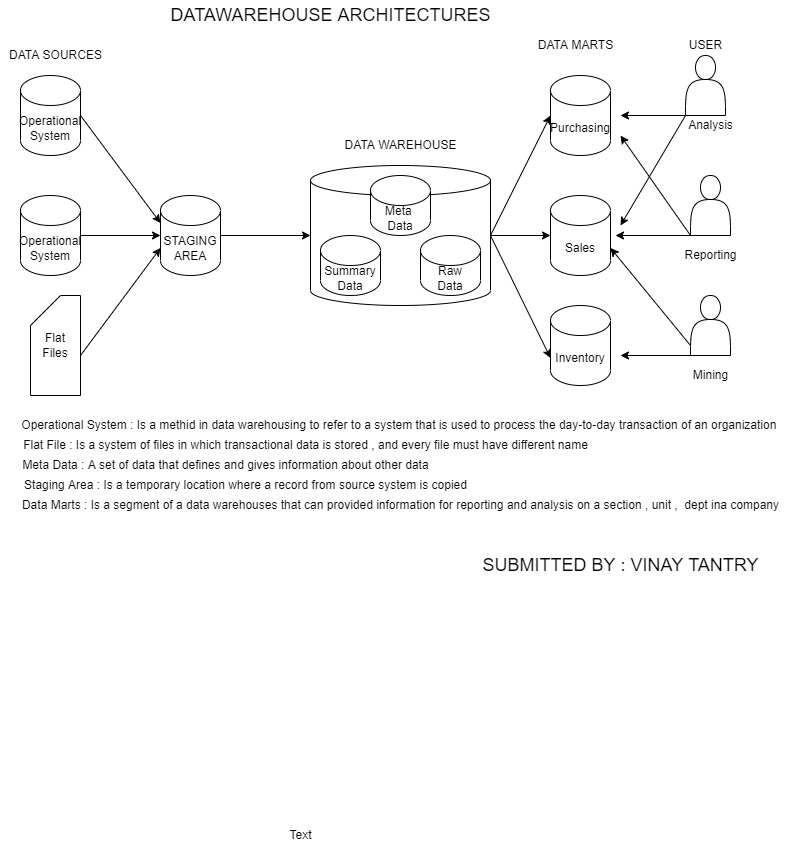 DATAWAREHOUSE ARCHITECTURES
DATA SOURCES
DATA MARTS
USER
Operational
System
Purchasing
Analysis
DATA WAREHOUSE
Operational
System
STAGING
AREA
Meta
Data
Summary
Data
Raw
Data
Sales
Reporting
Flat
Files
Inventory
Mining
Operational System : Is a methid in data warehousing to refer to a system that is used to process the day-to-day transaction of an organization
Flat File : Is a system of files in which transactional data is stored , and every file must have different name
Meta Data : A set of data that defines and gives information about other data
Staging Area : Is a temporary location where a record from source system is copied
Data Marts : Is a segment of a data warehouses that can provided information for reporting and analysis on a section , unit , dept ina company
SUBMITTED BY : VINAY TANTRY
Text